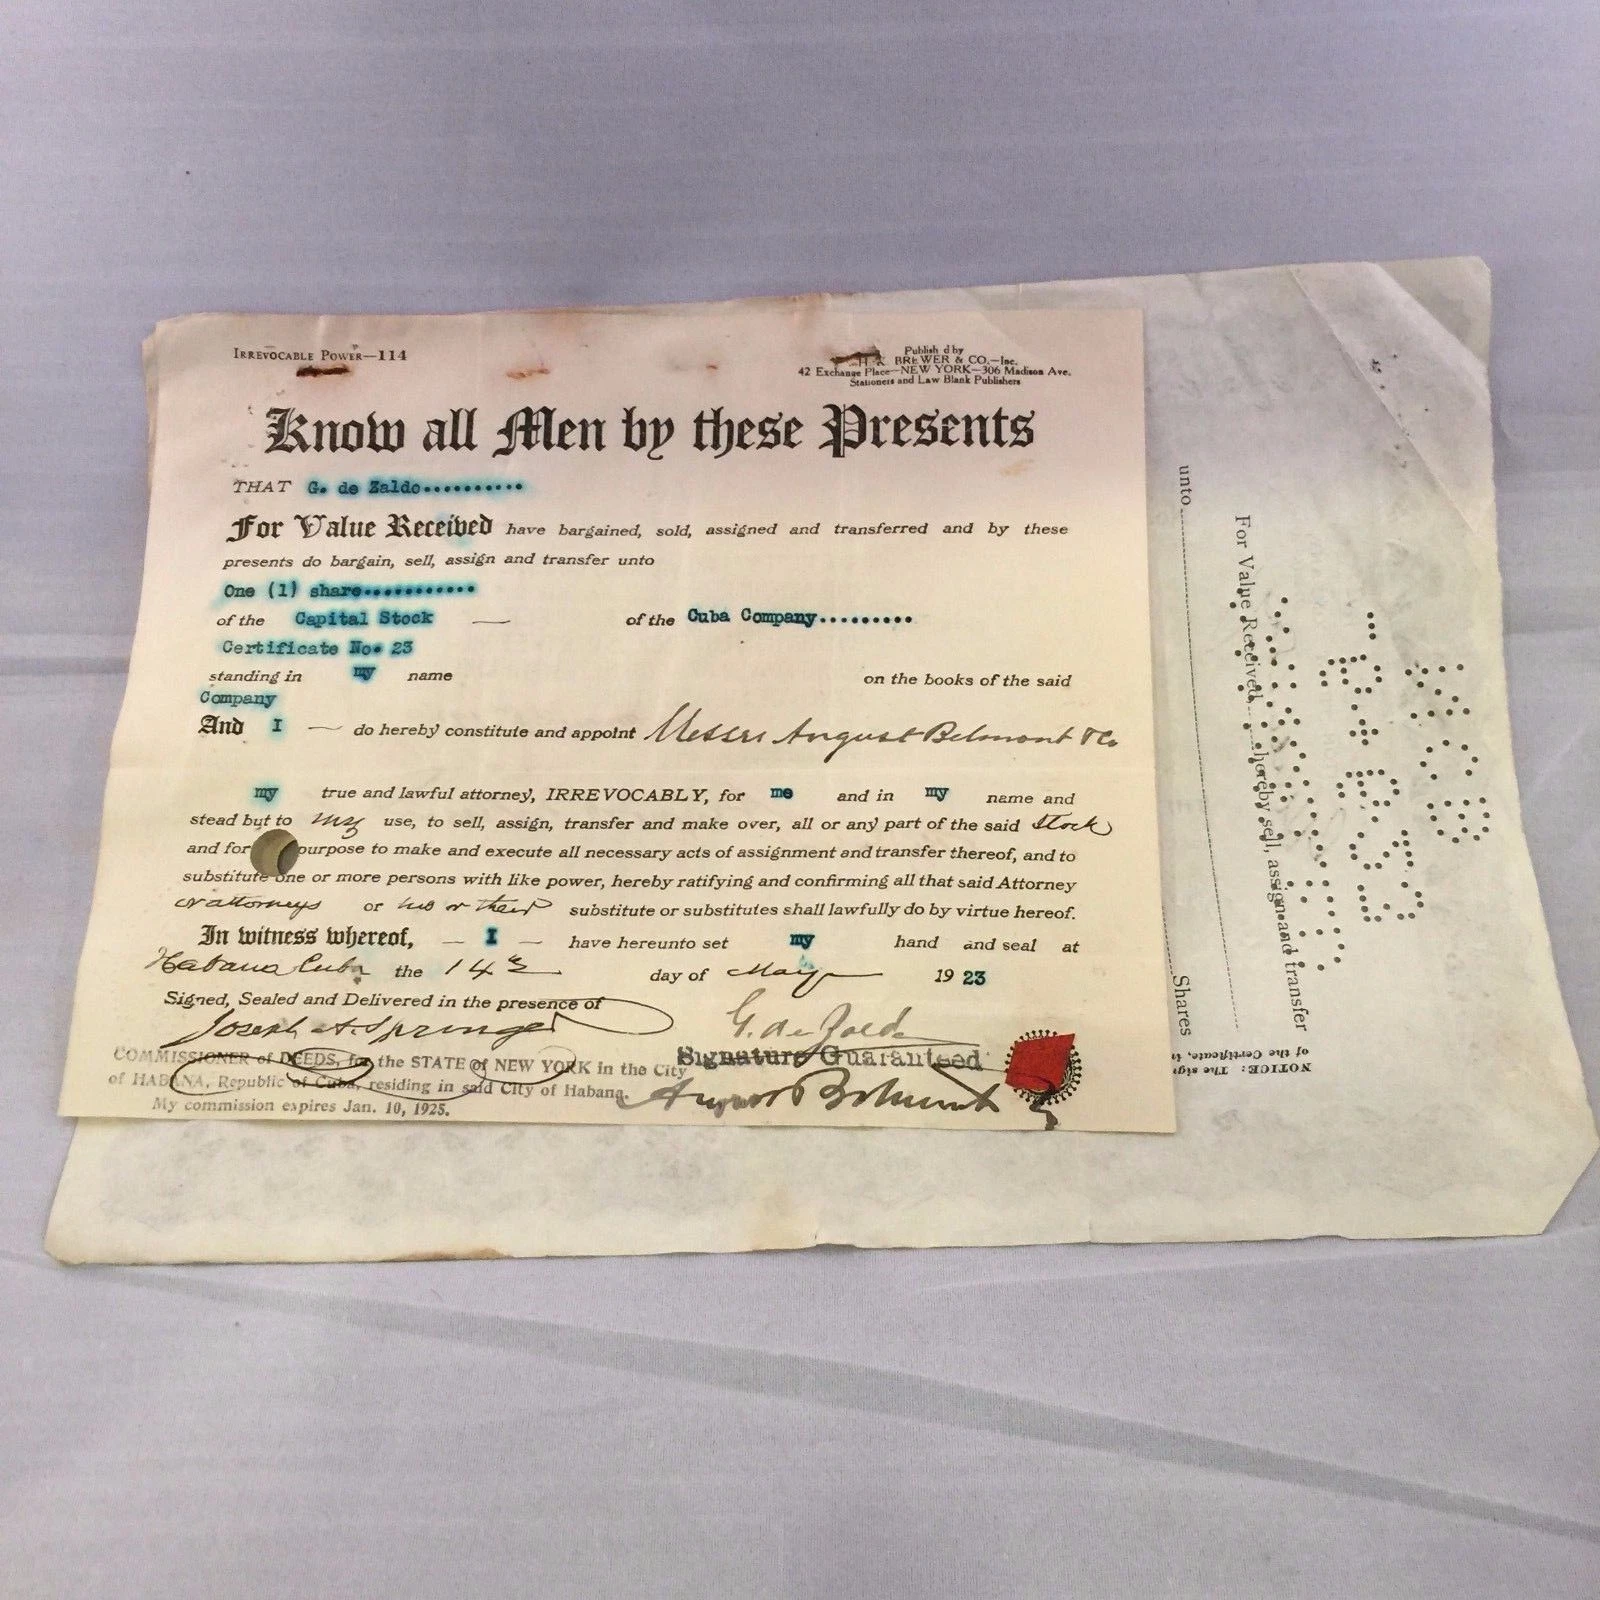 IRREVOCABLE POWER—114
Publish d by
BREWER & CO.—Inc.
42 Exchange Place—NEW YORK—306 Madison Ave.
Stationers and Law Blank Publishers
Know all Men by these Presents
THAT G. de Zaldo..........
For Value Received have bargained, sold, assigned and transferred and by these
presents do bargain, sell, assign and transfer unto
One (1) share...........
of the Capital Stock — of the Cuba Company.........
Certificate No. 23
standing in my name on the books of the said
Company
And I — do hereby constitute and appoint Messrs August Belmont & Co
my true and lawful attorney, IRREVOCABLY, for me and in my name and
stead but to my use, to sell, assign, transfer and make over, all or any part of the said Stock
and for purpose to make and execute all necessary acts of assignment and transfer thereof, and to
substitute one or more persons with like power, hereby ratifying and confirming all that said Attorney
or attorneys or his or their substitute or substitutes shall lawfully do by virtue hereof.
In witness whereof, — I — have hereunto set my hand and seal at
Habana Cuba the 14th day of May 1923
Signed, Sealed and Delivered in the presence of
Joseph A. Springer
G. de Zaldo
COMMISSIONER of DEEDS, for the STATE of NEW YORK in the City
of HABANA, Republic of Cuba, residing in said City of Habana.
My commission expires Jan. 10, 1925.
Signature Guaranteed
August Belmont
unto
Shares
For Value Received hereby sell, assign and transfer
NOTICE: The sig
of the Certificate,